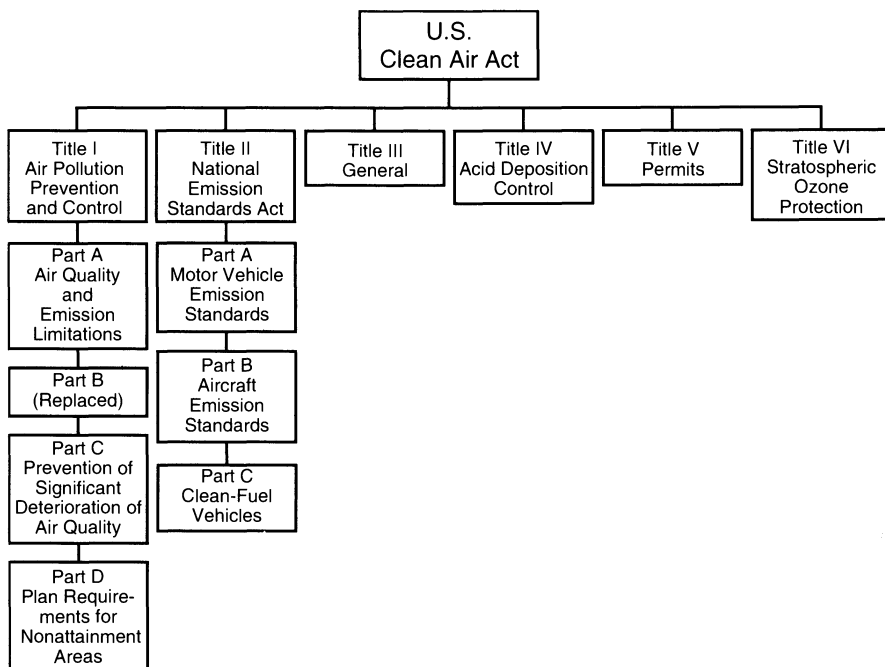 U.S.
Clean Air Act
Title I
Air Pollution
Prevention
and Control
Title II
National
Emission
Standards Act
Title III
General
Title IV
Acid Deposition
Control
Title V
Permits
Title VI
Stratospheric
Ozone
Protection
Part A
Air Quality
and
Emission
Limitations
Part B
(Replaced)
Part C
Prevention of
Significant
Deterioration of
Air Quality
Part D
Plan Require-
ments for
Nonattainment
Areas
Part A
Motor Vehicle
Emission
Standards
Part B
Aircraft
Emission
Standards
Part C
Clean-Fuel
Vehicles